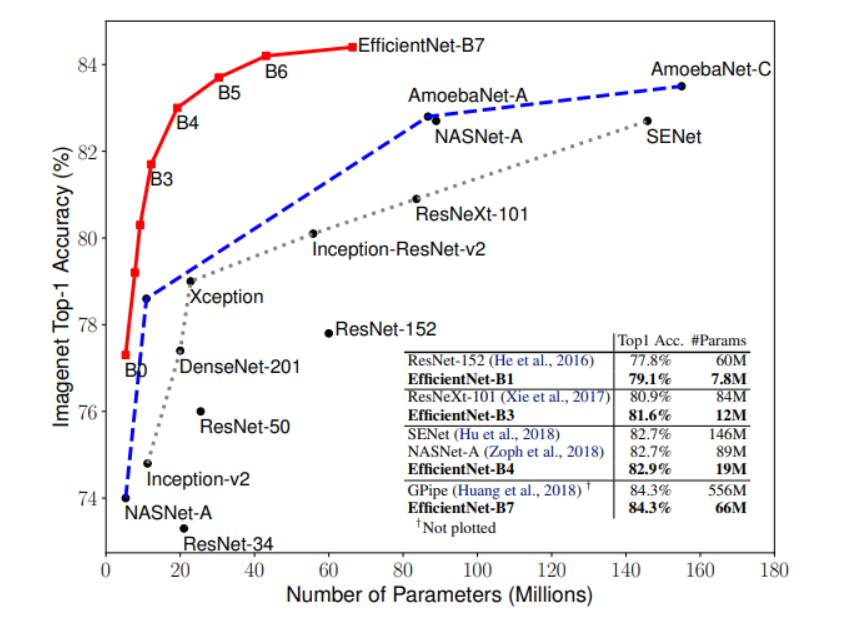 EfficientNet-B7
84
B6
AmoebaNet-C
B5
AmoebaNet-A
B4
NASNet-A
SENet
82
B3
ResNeXt-101
80
Inception-ResNet-v2
Xception
78
ResNet-152
B0
DenseNet-201
76
ResNet-50
Inception-v2
74
NASNet-A
ResNet-34
Imagenet Top-1 Accuracy (%)
Top1 Acc. #Params
ResNet-152 (He et al., 2016) 77.8% 60M
EfficientNet-B1 79.1% 7.8M
ResNeXt-101 (Xie et al., 2017) 80.9% 84M
EfficientNet-B3 81.6% 12M
SENet (Hu et al., 2018) 82.7% 146M
NASNet-A (Zoph et al., 2018) 82.7% 89M
EfficientNet-B4 82.9% 19M
GPipe (Huang et al., 2018) † 84.3% 556M
EfficientNet-B7 84.3% 66M
†Not plotted
0 20 40 60 80 100 120 140 160 180
Number of Parameters (Millions)